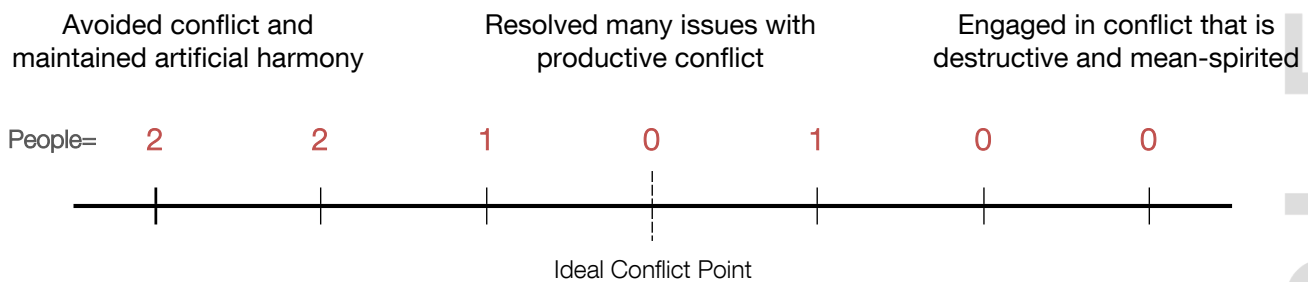 Avoided conflict and
maintained artificial harmony
Resolved many issues with
productive conflict
Engaged in conflict that is
destructive and mean-spirited
People= 2 2 1 0 1 0 0
Ideal Conflict Point